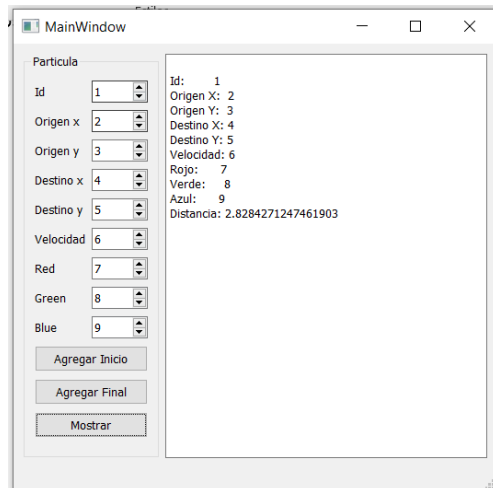 MainWindow
Particula
Id 1
Origen x 2
Origen y 3
Destino x 4
Destino y 5
Velocidad 6
Red 7
Green 8
Blue 9
Agregar Inicio
Agregar Final
Mostrar
Id: 1
Origen X: 2
Origen Y: 3
Destino X: 4
Destino Y: 5
Velocidad: 6
Rojo: 7
Verde: 8
Azul: 9
Distancia: 2.8284271247461903